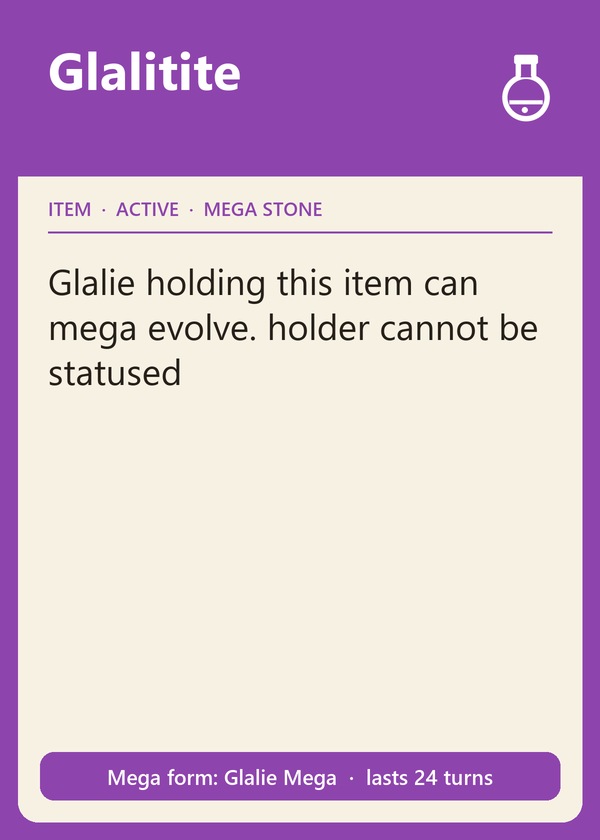 Glalitite
ITEM · ACTIVE · MEGA STONE
Glalie holding this item can
mega evolve. holder cannot be
statused
Mega form: Glalie Mega · lasts 24 turns